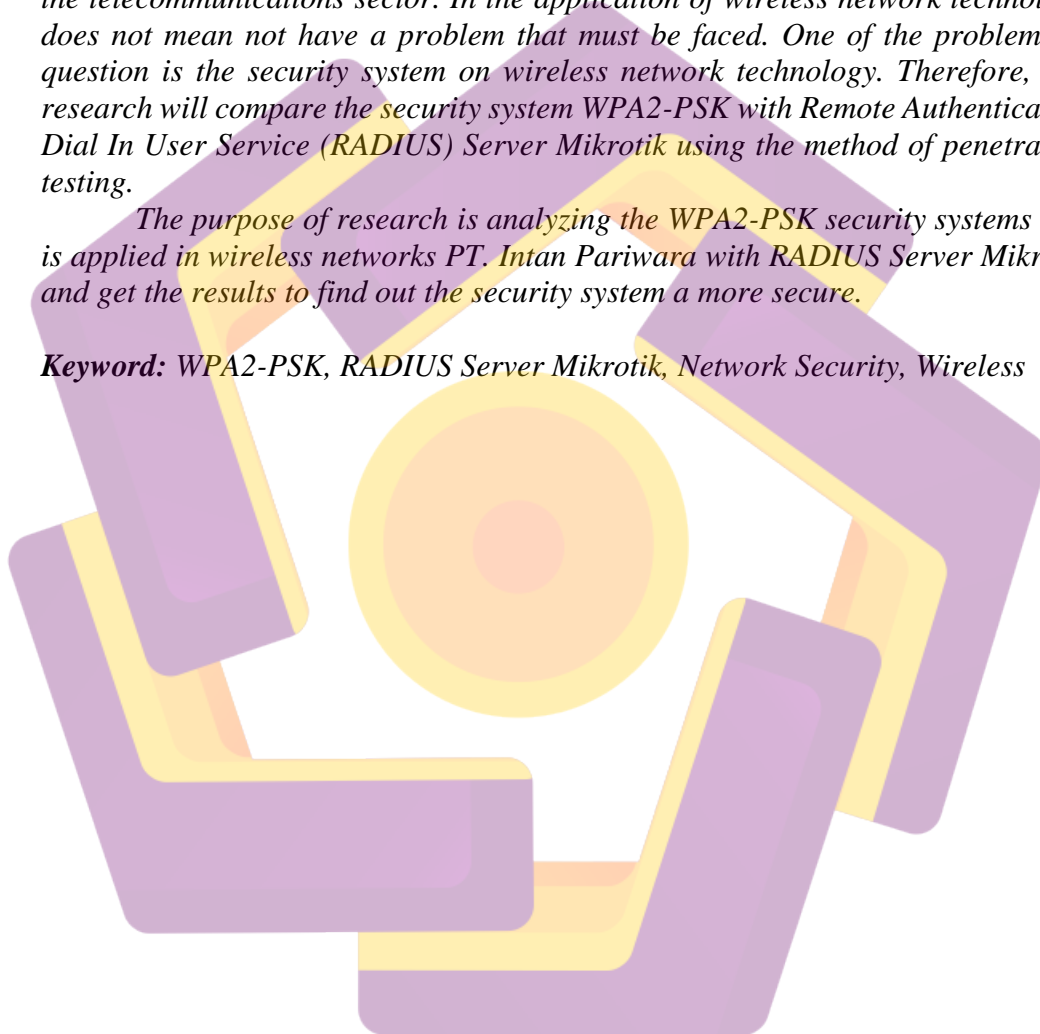 the telecommunications sector. In the application of wireless network technol
does not mean not have a problem that must be faced. One of the problem
question is the security system on wireless network technology. Therefore,
research will compare the security system WPA2-PSK with Remote Authentica
Dial In User Service (RADIUS) Server Mikrotik using the method of penetra
testing.
The purpose of research is analyzing the WPA2-PSK security systems
is applied in wireless networks PT. Intan Pariwara with RADIUS Server Mikr
and get the results to find out the security system a more secure.
Keyword: WPA2-PSK, RADIUS Server Mikrotik, Network Security, Wireless